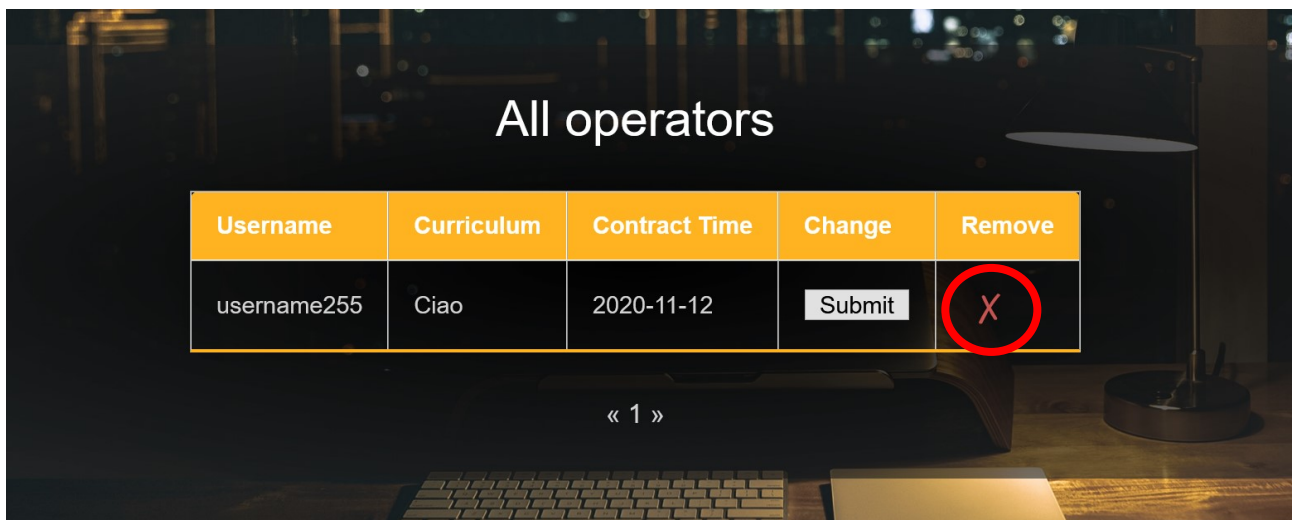 All operators
Username Curriculum Contract Time Change Remove
username255 Ciao 2020-11-12 Submit X
« 1 »